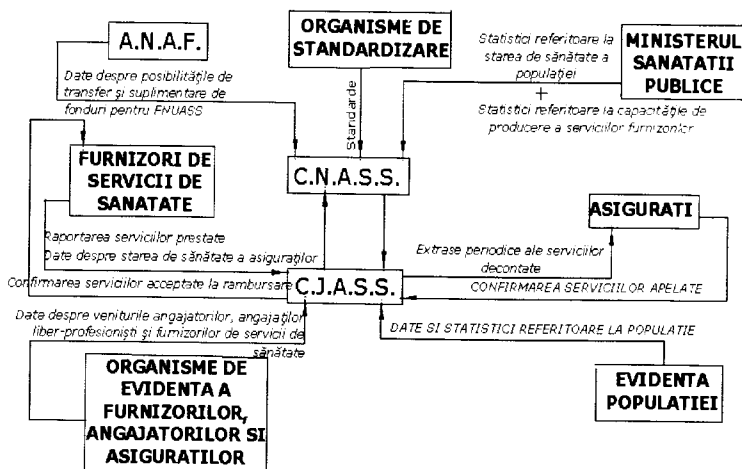 A.N.A.F.
ORGANISME DE
STANDARDIZARE
Statistici referitoare la
starea de sănătate a
populației
+
Statistici referitoare la capacitățile de
producere a serviciilor furnizorilor
MINISTERUL
SANATATII
PUBLICE
Date despre posibilitățile de
transfer și suplimentare de
fonduri pentru FNUASS
Standarde
FURNIZORI DE
SERVICII DE
SANATATE
C.N.A.S.S.
ASIGURATI
Raportarea serviciilor prestate
Date despre starea de sănătate a asiguraților
Extrase periodice ale serviciilor
decontate
Confirmarea serviciilor acceptate la rambursare
C.J.A.S.S.
CONFIRMAREA SERVICIILOR APELATE
Date despre veniturile angajatorilor, angajaților
liber-profesioniști și furnizorilor de servicii de
sănătate
DATE SI STATISTICI REFERITOARE LA POPULATIE
ORGANISME DE
EVIDENTA A
FURNIZORILOR,
ANGAJATORILOR SI
ASIGURATILOR
EVIDENTA
POPULATIEI